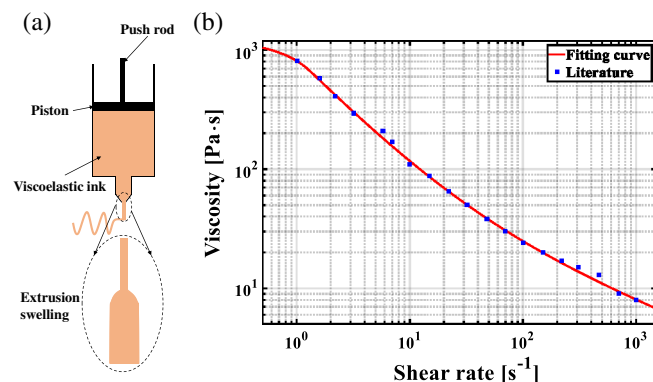 (a)
Push rod
Piston
Viscoelastic ink
Extrusion
swelling
(b)
Viscosity [Pa·s]
10³
10²
10¹
Fitting curve
Literature
10⁰
10¹
10²
10³
Shear rate [s⁻¹]